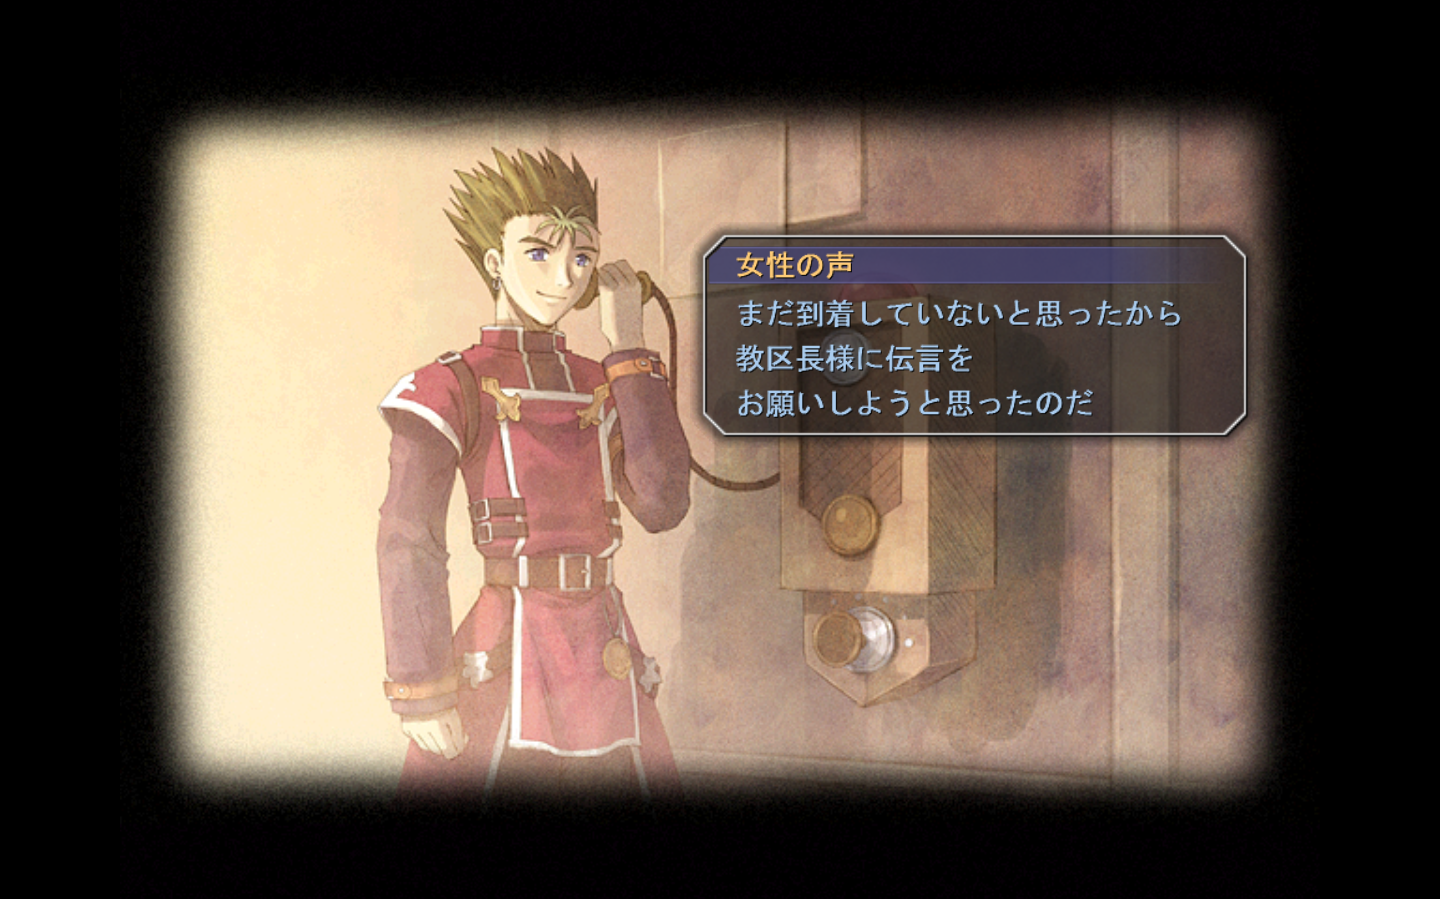 女性の声
まだ到着していないと思ったから
教区長様に伝言を
お願いしようと思ったのだ